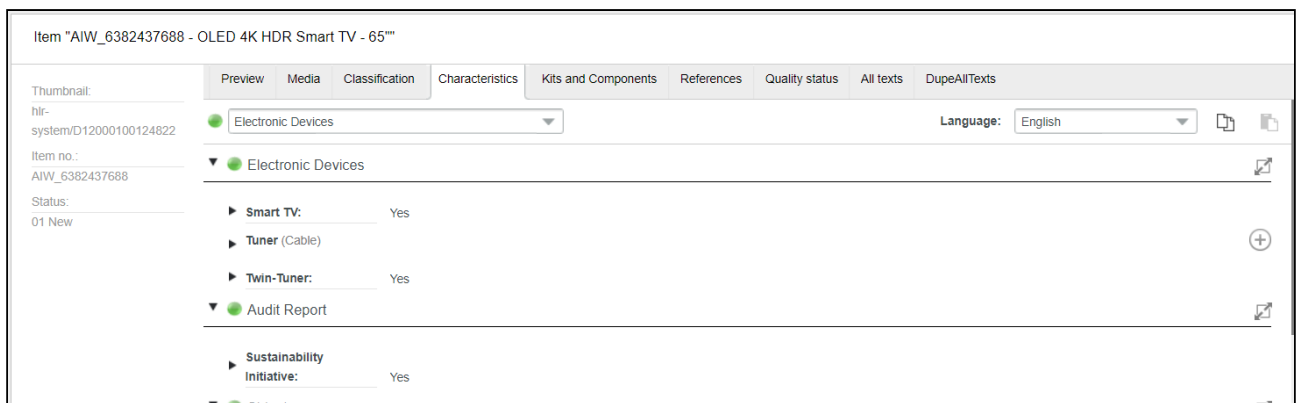 Item "AIW_6382437688 - OLED 4K HDR Smart TV - 65""
Preview Media Classification Characteristics Kits and Components References Quality status All texts DupeAllTexts
Thumbnail:
hlr-
system/D12000100124822
Item no.:
AIW_6382437688
Status:
01 New
Electronic Devices
Language: English
Electronic Devices
Smart TV: Yes
Tuner (Cable)
Twin-Tuner: Yes
Audit Report
Sustainability
Initiative: Yes